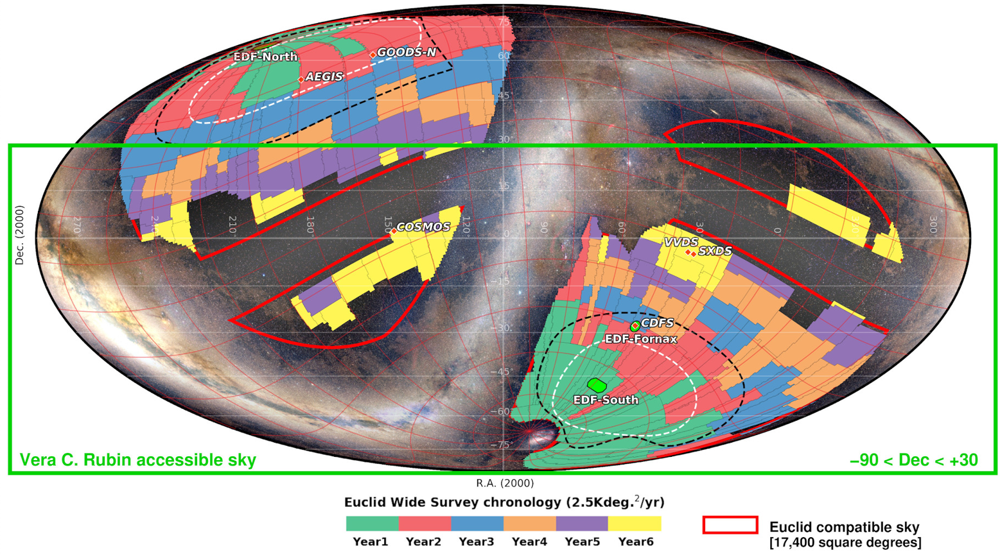 75°
60°
45°
30°
15
0°
−15°
−30°
−45°
−60°
−75°
270°
210°
180°
150
120°
90
60
30
0°
330
300
EDF-North
GOODS-N
AEGIS
COSMOS
VVDS
SXDS
CDFS
EDF-Fornax
EDF-South
Dec. (2000)
Vera C. Rubin accessible sky
−90 < Dec < +30
R.A. (2000)
Euclid Wide Survey chronology (2.5Kdeg.²/yr)
Year1 Year2 Year3 Year4 Year5 Year6
Euclid compatible sky
[17,400 square degrees]